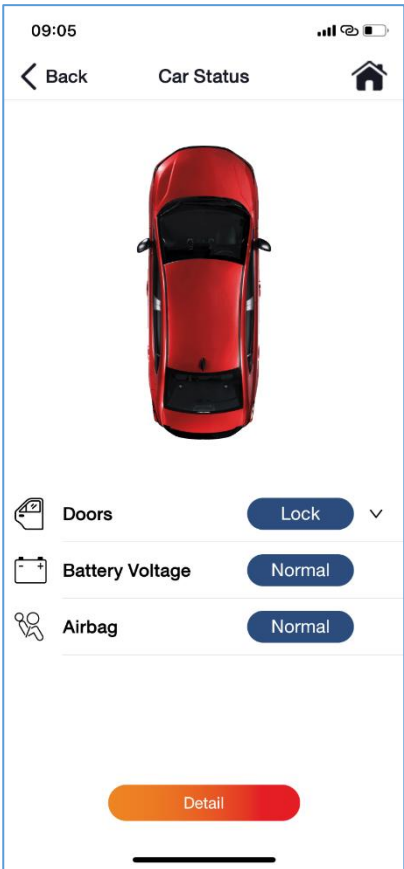 09:05
Back Car Status
Doors Lock
Battery Voltage Normal
Airbag Normal
Detail